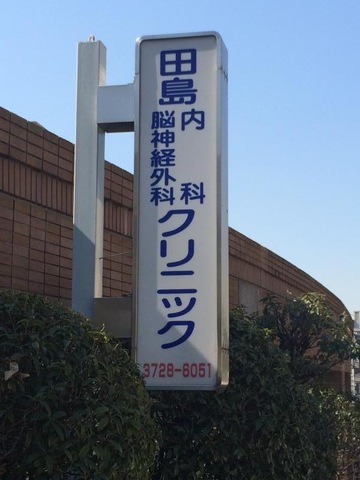 田島
脳神経外科
内科
クリニック
3728-6051